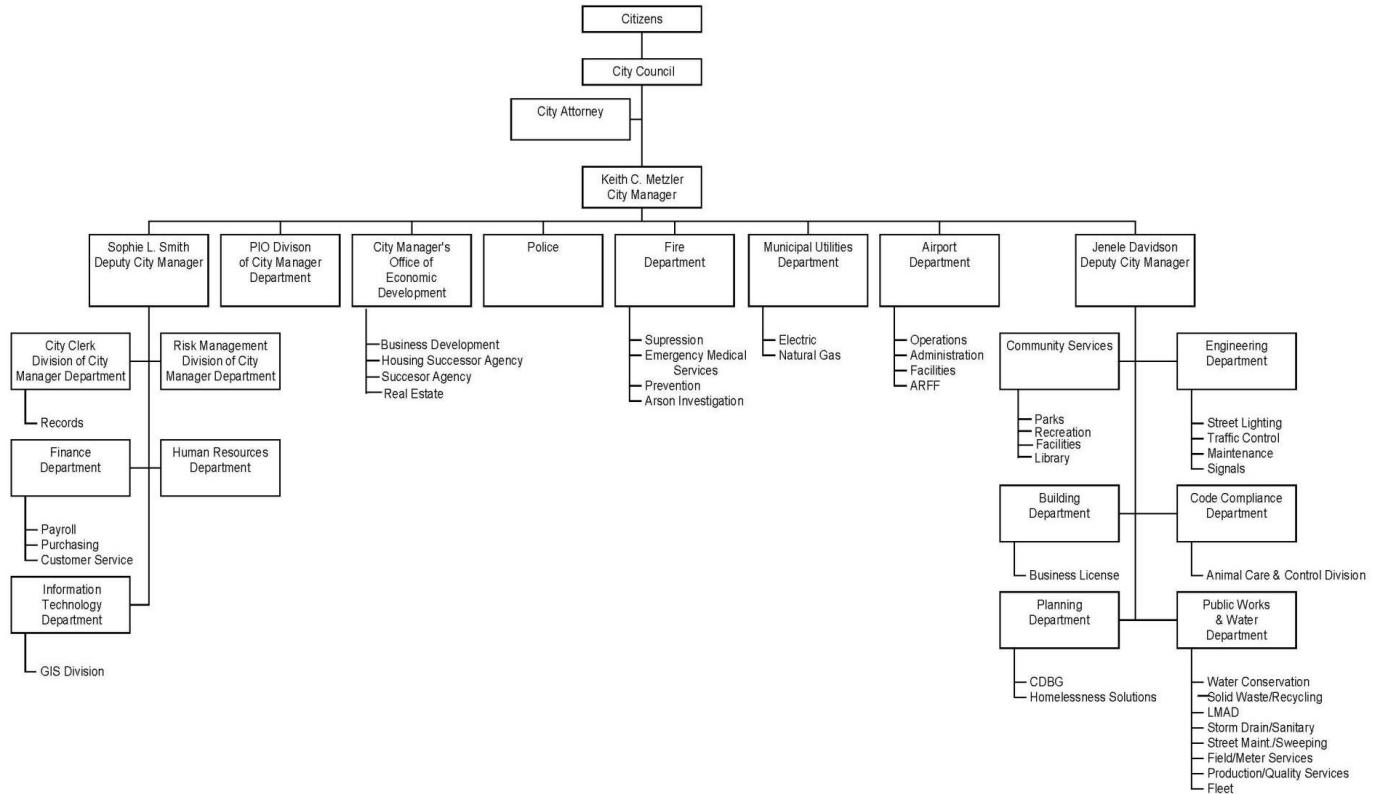 Citizens
City Council
City Attorney
Keith C. Metzler
City Manager
Sophie L. Smith
Deputy City Manager
PIO Divison
of City Manager
Department
City Manager's
Office of
Economic
Development
Police
Fire
Department
Municipal Utilities
Department
Airport
Department
Jenele Davidson
Deputy City Manager
City Clerk
Division of City
Manager Department
Records
Risk Management
Division of City
Manager Department
Finance
Department
Payroll
Purchasing
Customer Service
Human Resources
Department
Information
Technology
Department
GIS Division
Business Development
Housing Successor Agency
Succesor Agency
Real Estate
Supression
Emergency Medical
Services
Prevention
Arson Investigation
Electric
Natural Gas
Operations
Administration
Facilities
ARFF
Community Services
Parks
Recreation
Facilities
Library
Engineering
Department
Street Lighting
Traffic Control
Maintenance
Signals
Building
Department
Business License
Code Compliance
Department
Animal Care & Control Division
Planning
Department
CDBG
Homelessness Solutions
Public Works
& Water
Department
Water Conservation
Solid Waste/Recycling
LMAD
Storm Drain/Sanitary
Street Maint./Sweeping
Field/Meter Services
Production/Quality Services
Fleet